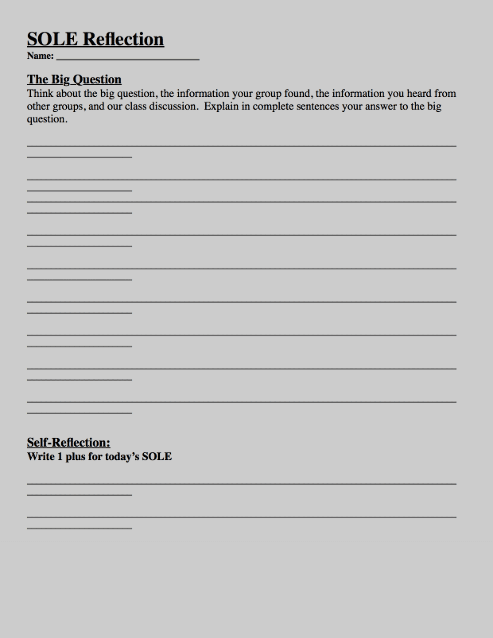 SOLE Reflection
Name: ___________________________
The Big Question
Think about the big question, the information your group found, the information you heard from
other groups, and our class discussion.  Explain in complete sentences your answer to the big
question.
Self-Reflection:
Write 1 plus for today's SOLE